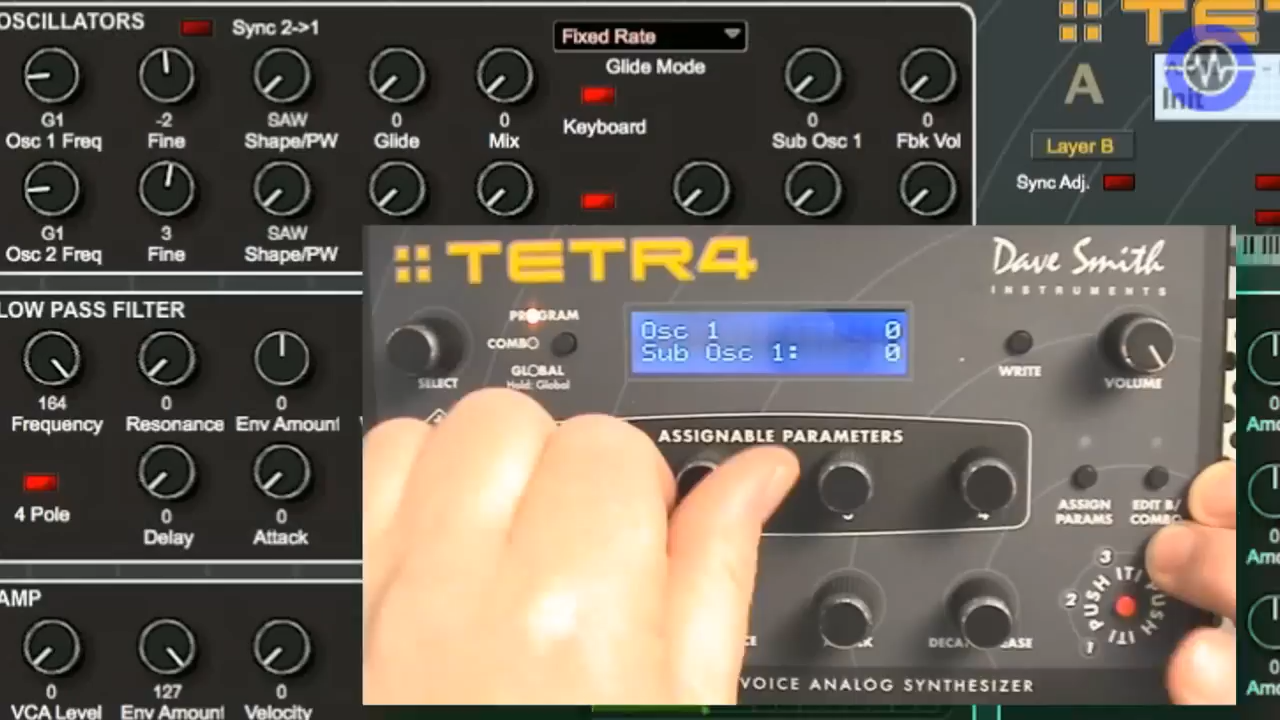 OSCILLATORS
Sync 2->1
Fixed Rate
Glide Mode
Keyboard
G1
-2
SAW
0
0
0
0
Osc 1 Freq
Fine
Shape/PW
Glide
Mix
Sub Osc 1
Fbk Vol
G1
3
SAW
Osc 2 Freq
Fine
Shape/PW
A
Init
Layer B
Sync Adj.
LOW PASS FILTER
164
0
0
Frequency
Resonance
Env Amount
4 Pole
0
0
Delay
Attack
AMP
0
127
0
VCA Level
Env Amount
Velocity
TETR4
Dave Smith
INSTRUMENTS
PROGRAM
COMBO
GLOBAL
Hold: Global
SELECT
Osc 1 0
Sub Osc 1: 0
WRITE
VOLUME
ASSIGNABLE PARAMETERS
ASSIGN
PARAMS
EDIT B/
COMBO
3
2
1
PUSH IT!
PUSH IT!
VOICE ANALOG SYNTHESIZER